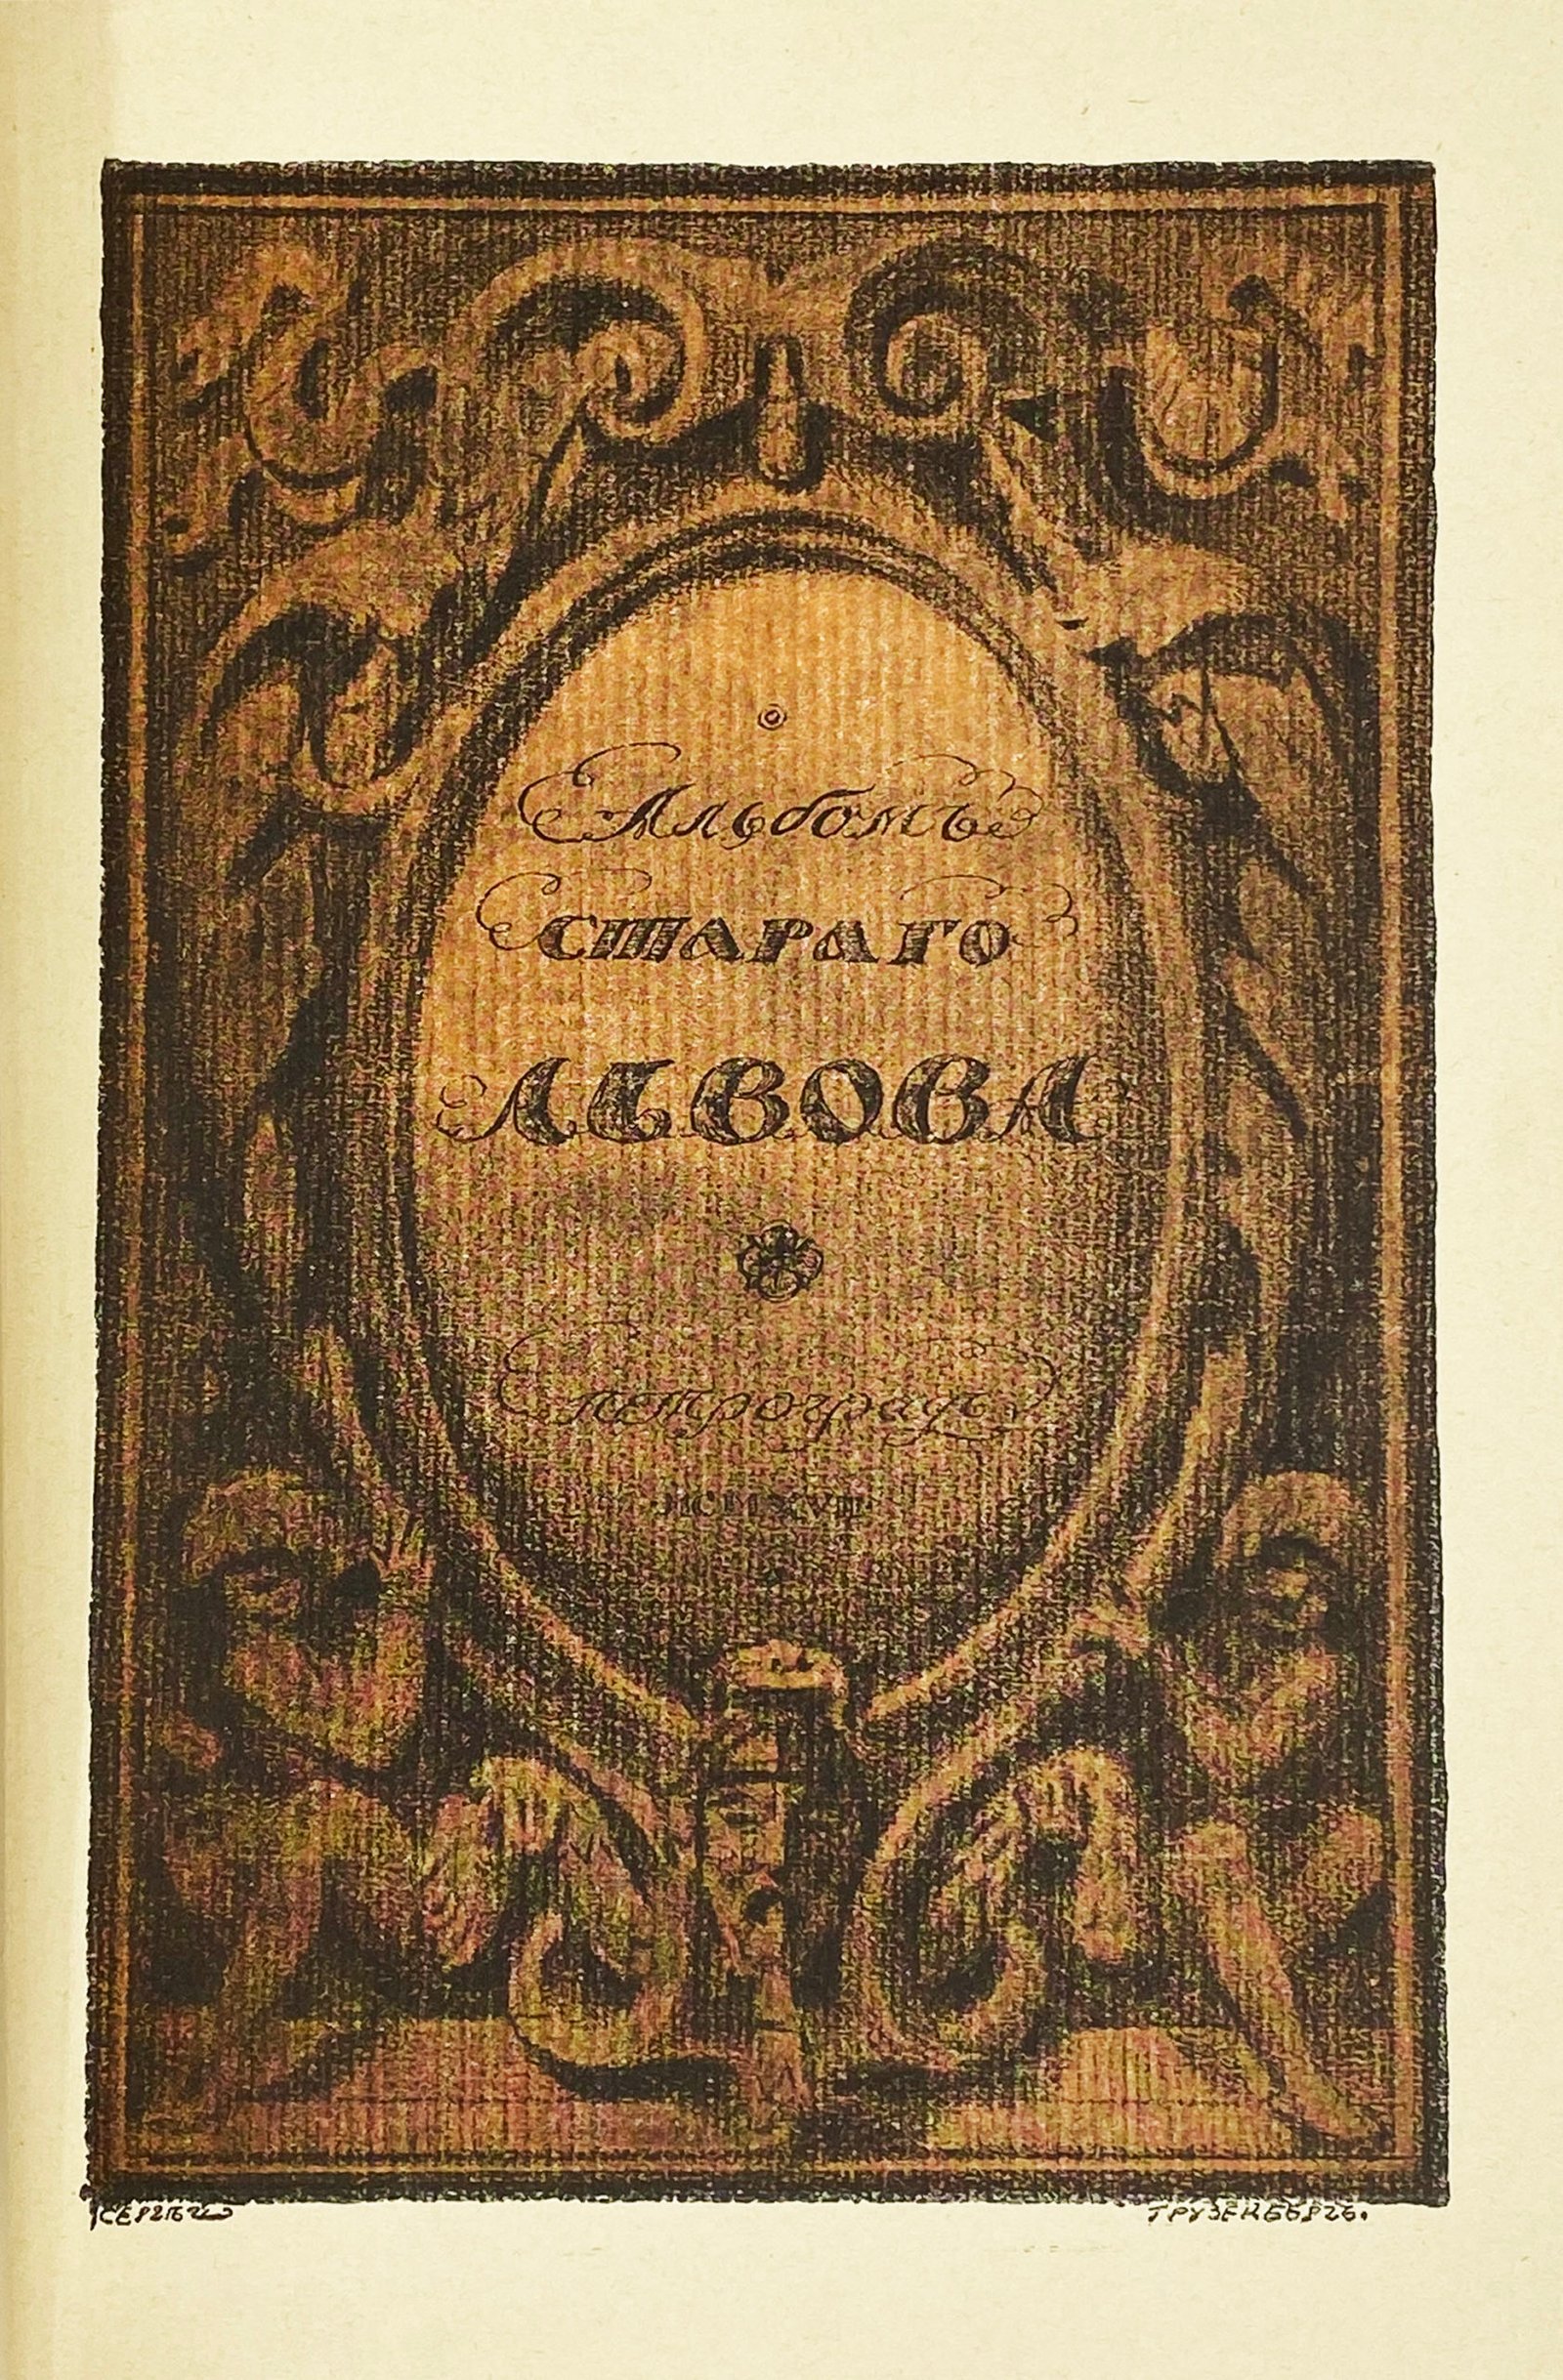 Альбомъ
СТАРАГО
ЛЬВОВА
петроградъ
MCMXVII
СЕРГѢЙ
ГРУЗЕНБЕРГЪ.